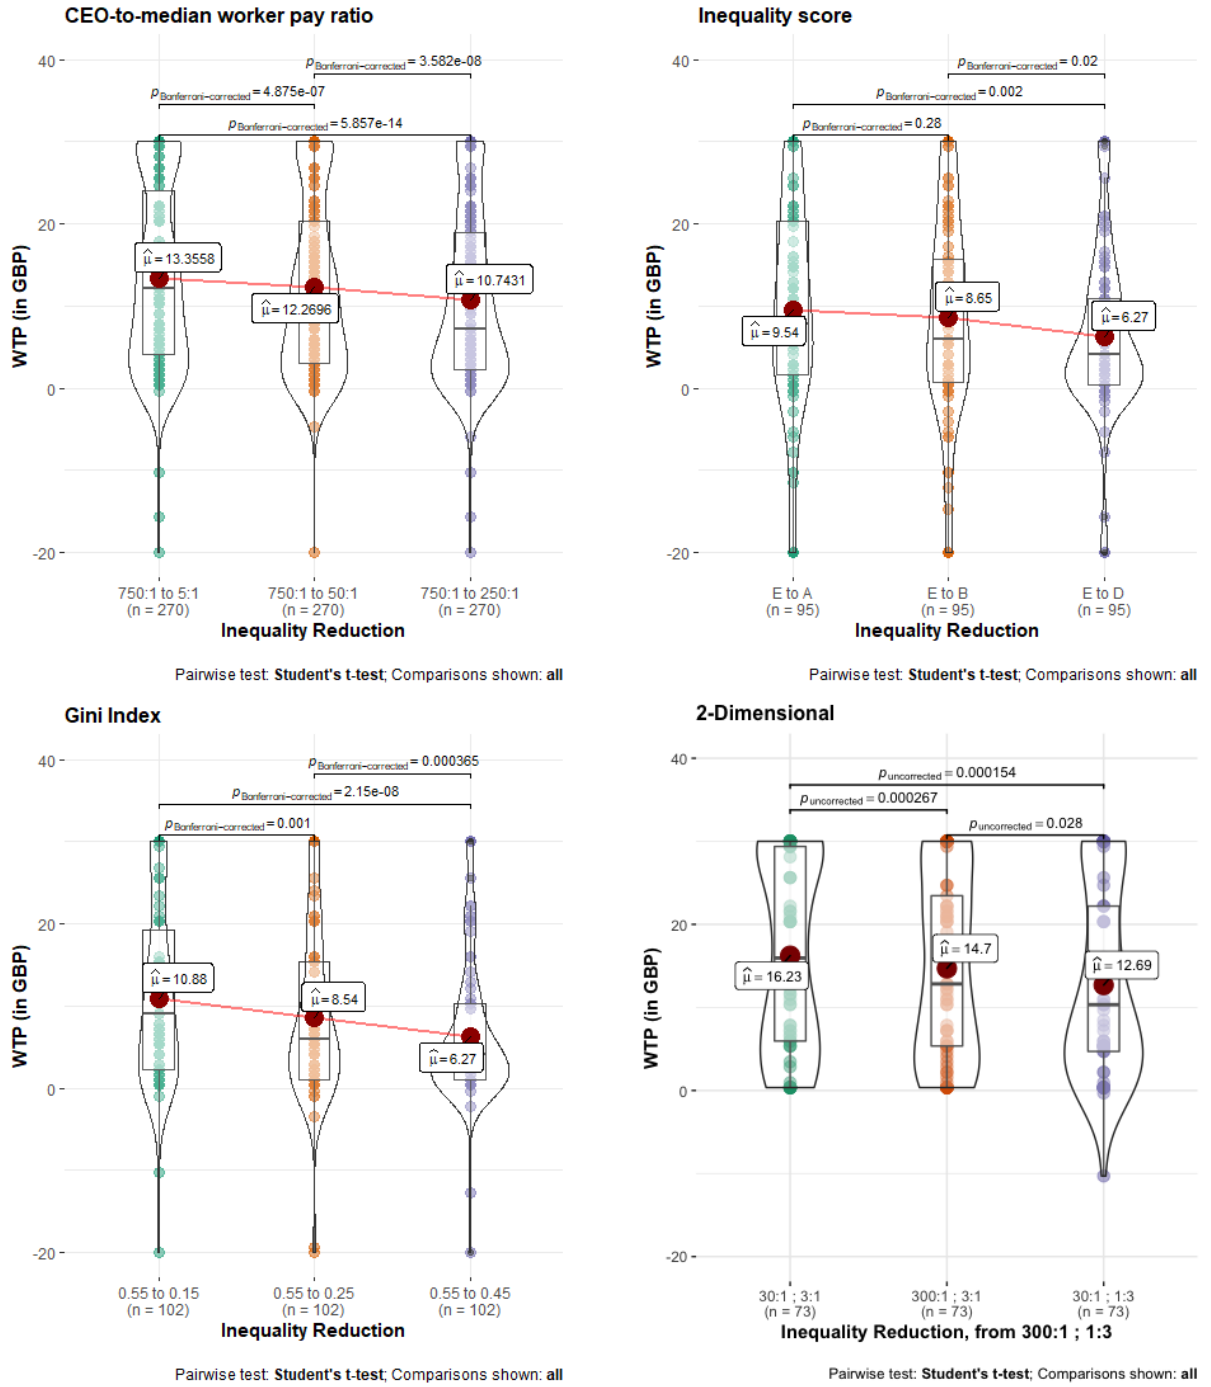 CEO-to-median worker pay ratio
WTP (in GBP)
40
20
0
-20
pBonferroni-corrected = 3.582e-08
pBonferroni-corrected = 4.875e-07
pBonferroni-corrected = 5.857e-14
μ̂ = 13.3558
μ̂ = 12.2696
μ̂ = 10.7431
750:1 to 5:1 750:1 to 50:1 750:1 to 250:1
(n = 270) (n = 270) (n = 270)
Inequality Reduction
Pairwise test: Student's t-test; Comparisons shown: all
Inequality score
WTP (in GBP)
40
20
0
-20
pBonferroni-corrected = 0.02
pBonferroni-corrected = 0.002
pBonferroni-corrected = 0.28
μ̂ = 9.54
μ̂ = 8.65
μ̂ = 6.27
E to A E to B E to D
(n = 95) (n = 95) (n = 95)
Inequality Reduction
Pairwise test: Student's t-test; Comparisons shown: all
Gini Index
WTP (in GBP)
40
20
0
-20
pBonferroni-corrected = 0.000365
pBonferroni-corrected = 2.15e-08
pBonferroni-corrected = 0.001
μ̂ = 10.88
μ̂ = 8.54
μ̂ = 6.27
0.55 to 0.15 0.55 to 0.25 0.55 to 0.45
(n = 102) (n = 102) (n = 102)
Inequality Reduction
Pairwise test: Student's t-test; Comparisons shown: all
2-Dimensional
WTP (in GBP)
40
20
0
-20
puncorrected = 0.000154
puncorrected = 0.000267
puncorrected = 0.028
μ̂ = 16.23
μ̂ = 14.7
μ̂ = 12.69
30:1 ; 3:1 300:1 ; 3:1 30:1 ; 1:3
(n = 73) (n = 73) (n = 73)
Inequality Reduction, from 300:1 ; 1:3
Pairwise test: Student's t-test; Comparisons shown: all